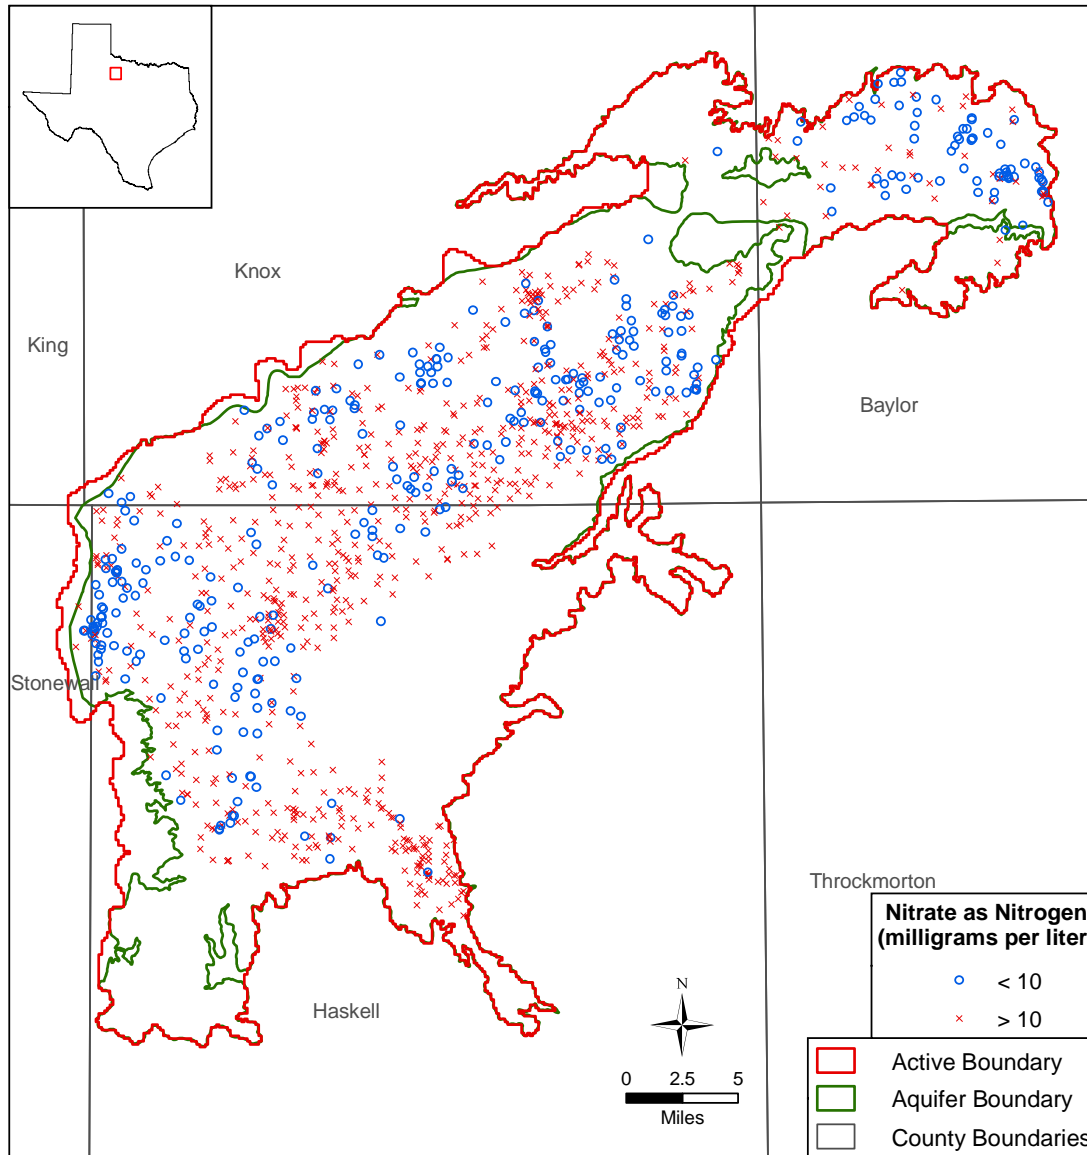 Knox
King
Baylor
Stonewall
Throckmorton
Haskell
Nitrate as Nitrogen
(milligrams per liter
< 10
> 10
N
0 2.5 5
Miles
Active Boundary
Aquifer Boundary
County Boundaries